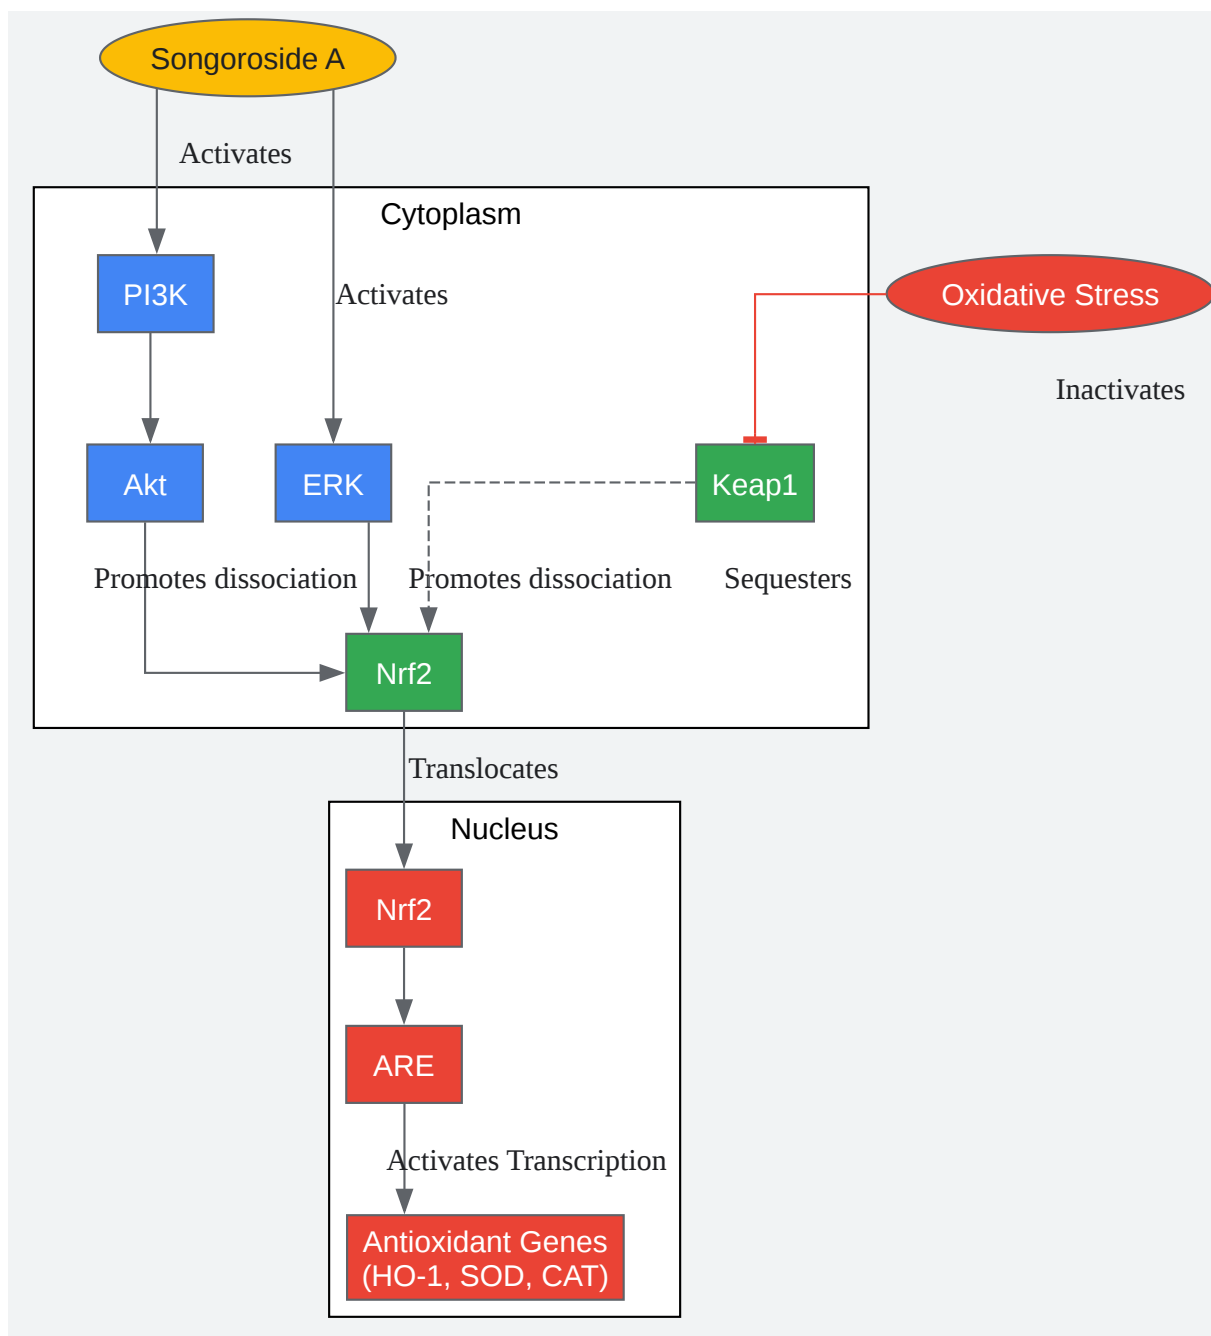 Songoroside A
Activates
Cytoplasm
PI3K
Activates
Oxidative Stress
Inactivates
Akt
ERK
Keap1
Promotes dissociation
Promotes dissociation
Sequesters
Nrf2
Translocates
Nucleus
Nrf2
ARE
Activates Transcription
Antioxidant Genes
(HO-1, SOD, CAT)